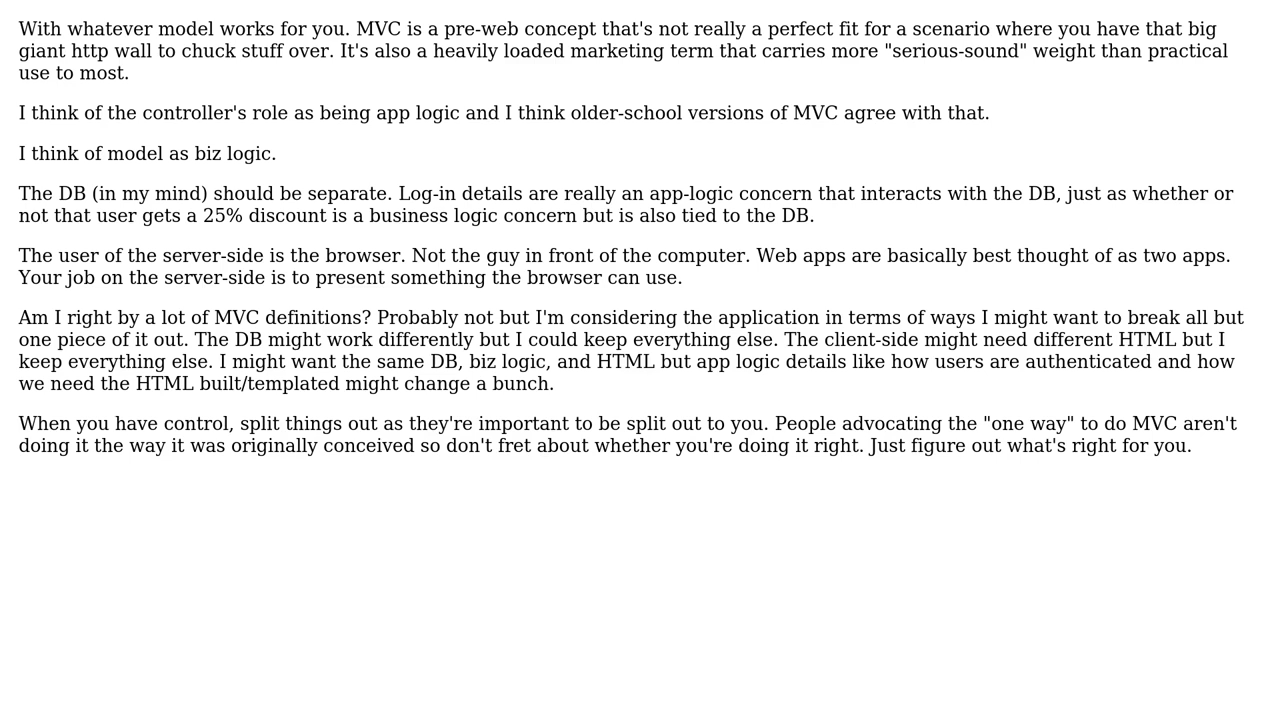 With whatever model works for you. MVC is a pre-web concept that's not really a perfect fit for a scenario where you have that big
giant http wall to chuck stuff over. It's also a heavily loaded marketing term that carries more "serious-sound" weight than practical
use to most.
I think of the controller's role as being app logic and I think older-school versions of MVC agree with that.
I think of model as biz logic.
The DB (in my mind) should be separate. Log-in details are really an app-logic concern that interacts with the DB, just as whether or
not that user gets a 25% discount is a business logic concern but is also tied to the DB.
The user of the server-side is the browser. Not the guy in front of the computer. Web apps are basically best thought of as two apps.
Your job on the server-side is to present something the browser can use.
Am I right by a lot of MVC definitions? Probably not but I'm considering the application in terms of ways I might want to break all but
one piece of it out. The DB might work differently but I could keep everything else. The client-side might need different HTML but I
keep everything else. I might want the same DB, biz logic, and HTML but app logic details like how users are authenticated and how
we need the HTML built/templated might change a bunch.
When you have control, split things out as they're important to be split out to you. People advocating the "one way" to do MVC aren't
doing it the way it was originally conceived so don't fret about whether you're doing it right. Just figure out what's right for you.